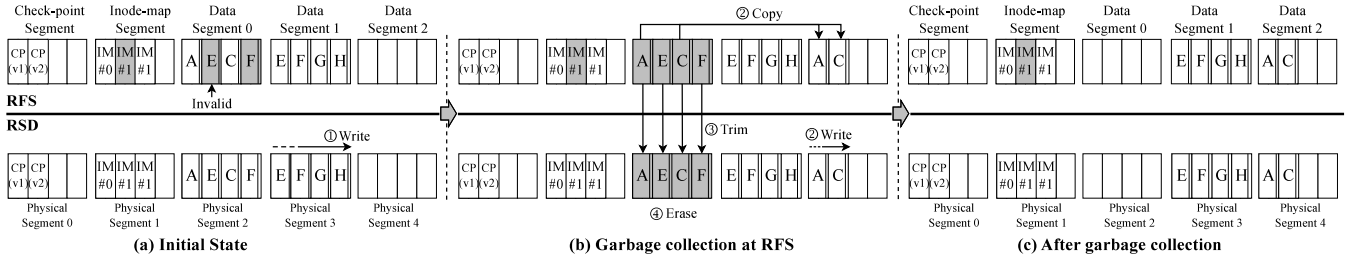 Check-point Segment
Inode-map Segment
Data Segment 0
Data Segment 1
Data Segment 2
CP (v1) CP (v2)
IM #0 IM #1 IM #1
A E C F
E F G H
Invalid
RFS
RSD
① Write
CP (v1) CP (v2)
IM #0 IM #1 IM #1
A E C F
E F G H
Physical Segment 0
Physical Segment 1
Physical Segment 2
Physical Segment 3
Physical Segment 4
(a) Initial State
② Copy
CP (v1) CP (v2)
IM #0 IM #1 IM #1
A E C F
E F G H
A C
③ Trim
② Write
CP (v1) CP (v2)
IM #0 IM #1 IM #1
A E C F
E F G H
A C
④ Erase
(b) Garbage collection at RFS
Check-point Segment
Inode-map Segment
Data Segment 0
Data Segment 1
Data Segment 2
CP (v1) CP (v2)
IM #0 IM #1 IM #1
E F G H
A C
CP (v1) CP (v2)
IM #0 IM #1 IM #1
E F G H
A C
Physical Segment 0
Physical Segment 1
Physical Segment 2
Physical Segment 3
Physical Segment 4
(c) After garbage collection